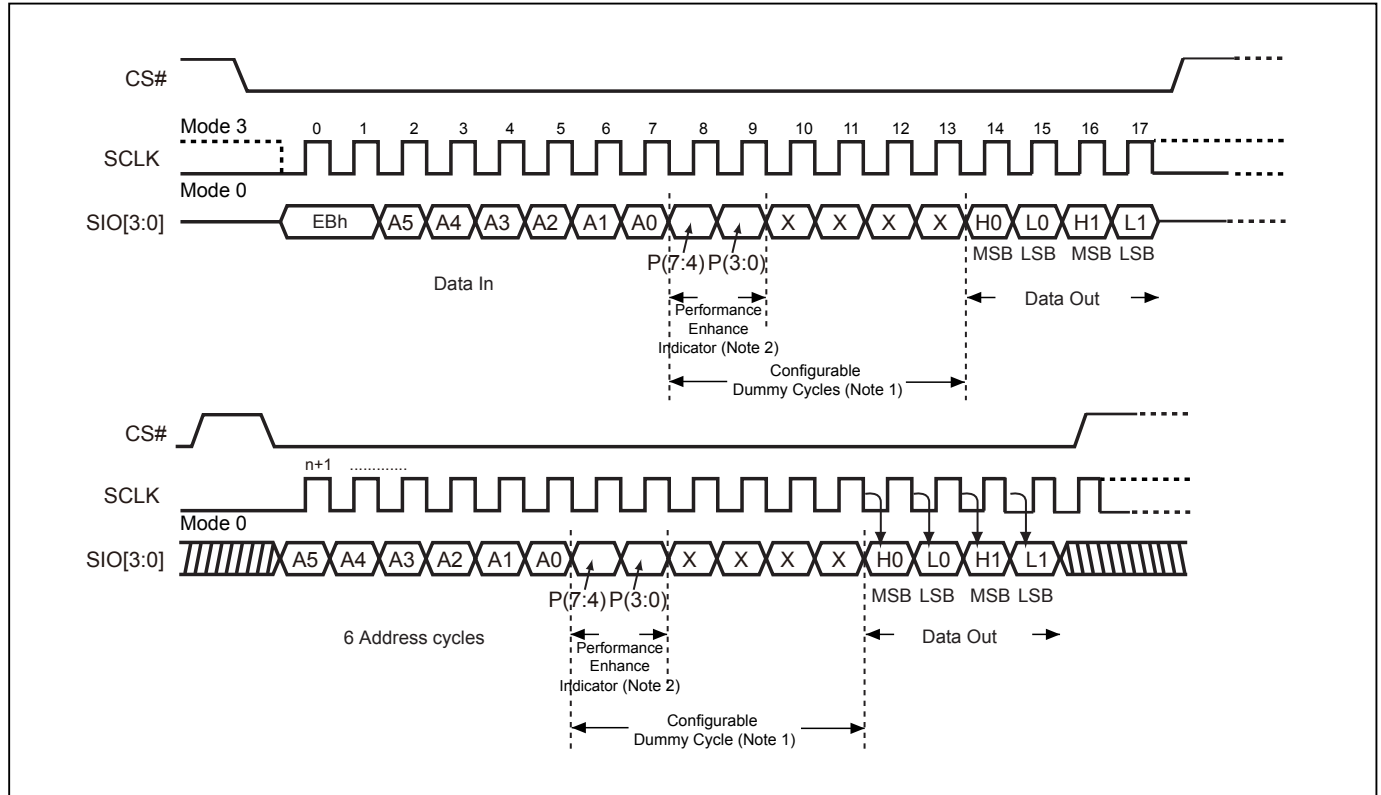 CS#
Mode 3
0 1 2 3 4 5 6 7 8 9 10 11 12 13 14 15 16 17
SCLK
Mode 0
SIO[3:0] EBh A5 A4 A3 A2 A1 A0 X X X X H0 L0 H1 L1
MSB LSB MSB LSB
P(7:4) P(3:0)
Data In
Data Out
Performance
Enhance
Indicator (Note 2)
Configurable
Dummy Cycles (Note 1)
CS#
n+1 .............
SCLK
Mode 0
SIO[3:0] A5 A4 A3 A2 A1 A0 X X X X H0 L0 H1 L1
P(7:4) P(3:0)
MSB LSB MSB LSB
6 Address cycles
Data Out
Performance
Enhance
Indicator (Note 2)
Configurable
Dummy Cycle (Note 1)